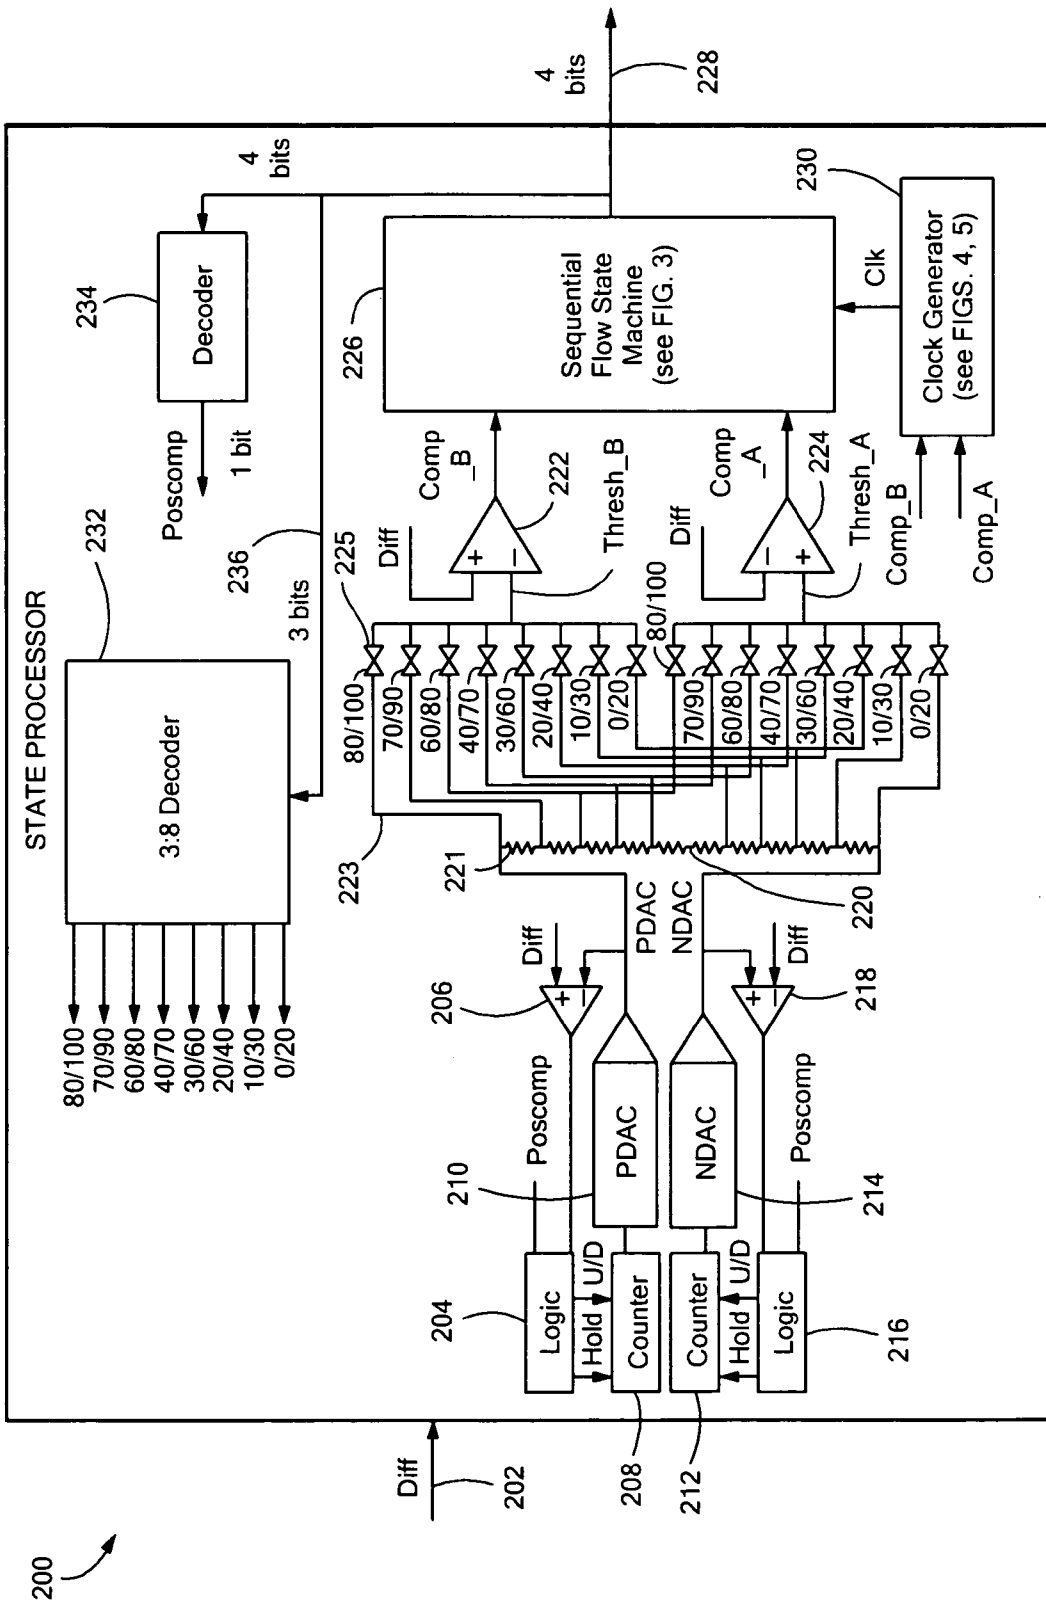 200
STATE PROCESSOR
Diff
202
232
3:8 Decoder
80/100
70/90
60/80
40/70
30/60
20/40
10/30
0/20
3 bits
236
234
Decoder
Poscomp
1 bit
4
bits
4
bits
228
226
Sequential
Flow State
Machine
(see FIG. 3)
Clk
230
Clock Generator
(see FIGS. 4, 5)
Comp_B
Comp_A
Comp
_B
222
Diff
+
−
Thresh_B
Comp
_A
224
Diff
−
+
Thresh_A
225
80/100
70/90
60/80
40/70
30/60
20/40
10/30
0/20
80/100
70/90
60/80
40/70
30/60
20/40
10/30
0/20
223
221
220
PDAC
NDAC
206
Diff
+
−
218
Diff
+
−
Poscomp
204
Logic
Hold
U/D
Counter
208
210
PDAC
NDAC
214
Counter
212
Hold
U/D
Logic
216
Poscomp